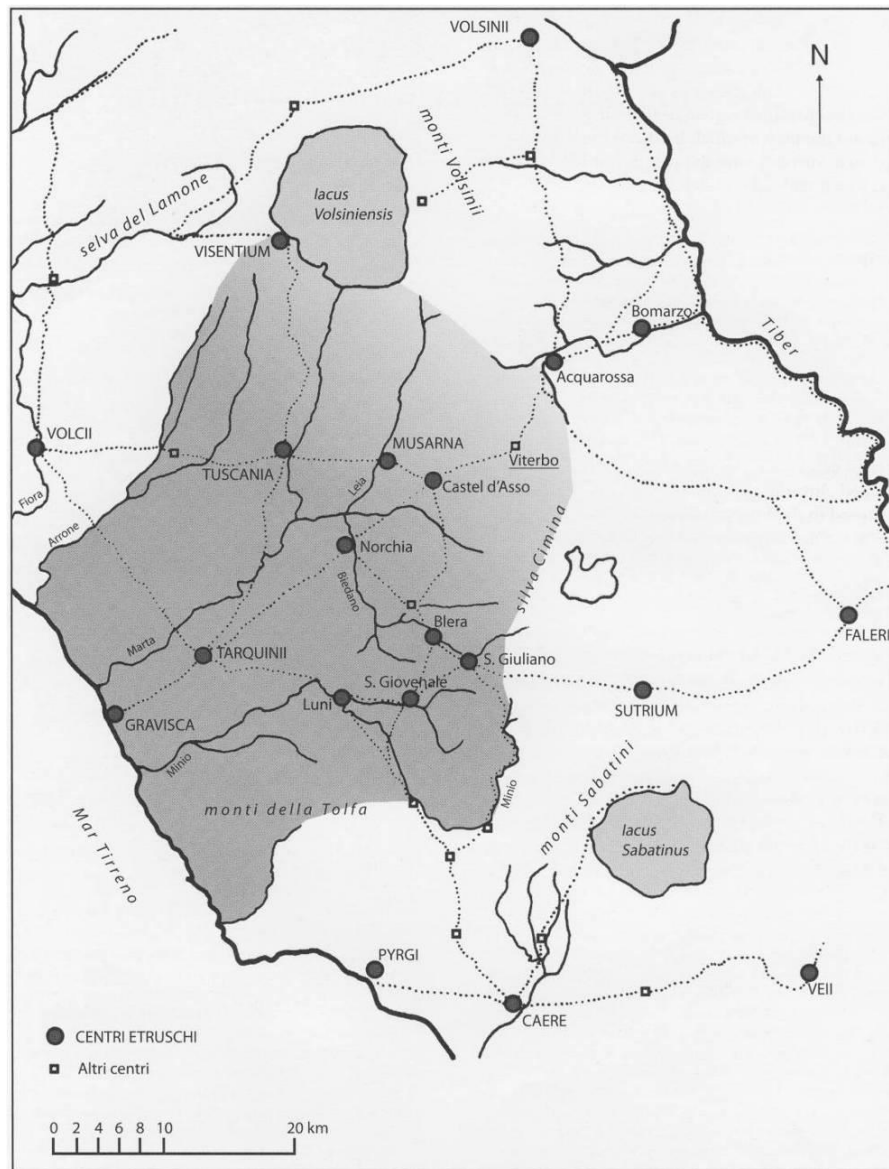 VOLSINII
N
monti Volsinii
lacus
Volsiniensis
selva del Lamone
VISENTIUM
Bomarzo
Tiber
Acquarossa
VOLCII
MUSARNA
Viterbo
TUSCANIA
Castel d'Asso
Leia
Fiora
Arrone
Norchia
silva Cimina
Biedano
Blera
FALERII
Marta
TARQUINII
S. Giuliano
S. Giovenale
Luni
SUTRIUM
GRAVISCA
Minio
Minio
monti della Tolfa
monti Sabatini
Mar Tirreno
lacus
Sabatinus
PYRGI
VEII
CAERE
CENTRI ETRUSCHI
Altri centri
0 2 4 6 8 10 20 km